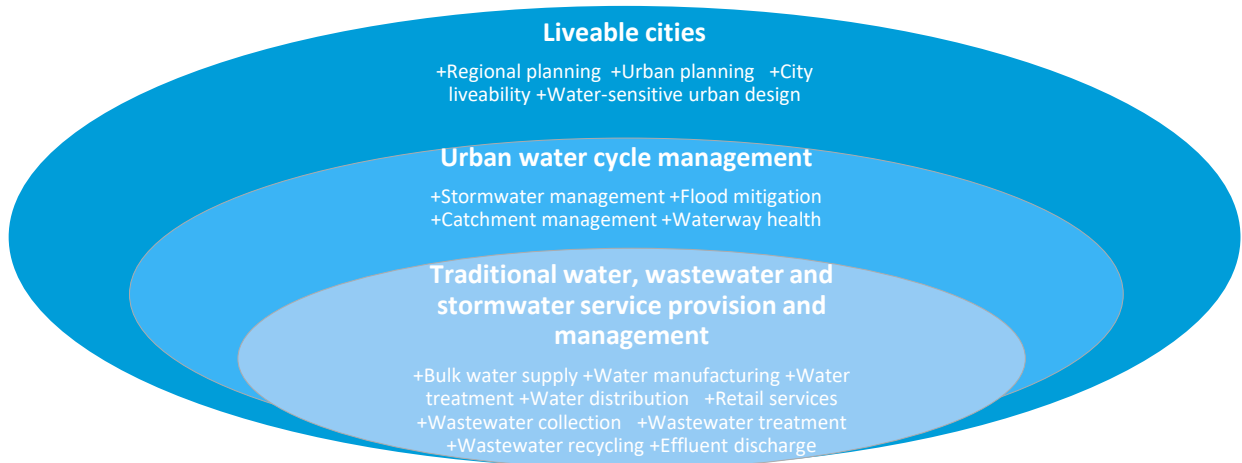 Liveable cities
+Regional planning +Urban planning +City
liveability +Water-sensitive urban design
Urban water cycle management
+Stormwater management +Flood mitigation
+Catchment management +Waterway health
Traditional water, wastewater and
stormwater service provision and
management
+Bulk water supply +Water manufacturing +Water
treatment +Water distribution +Retail services
+Wastewater collection +Wastewater treatment
+Wastewater recycling +Effluent discharge